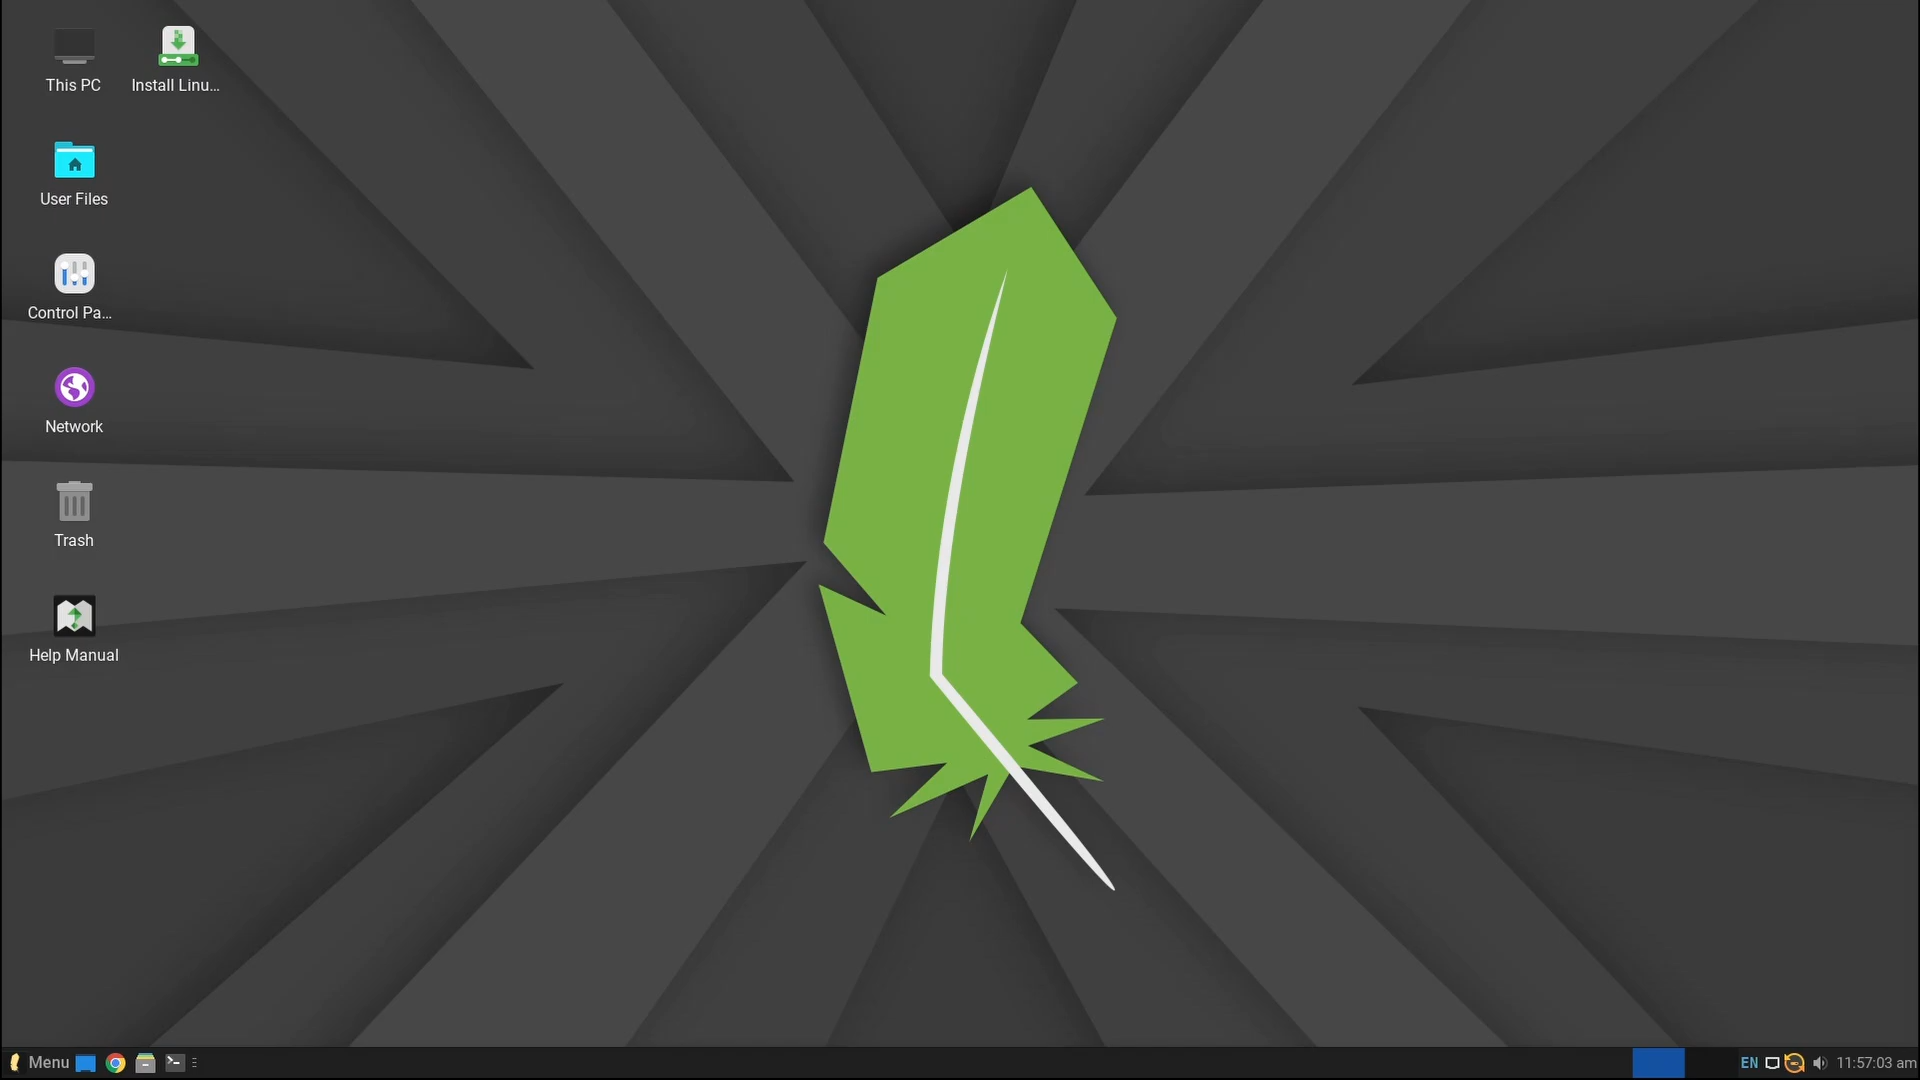 This PC
Install Linu...
User Files
Control Pa...
Network
Trash
Help Manual
Menu
EN
11:57:03 am